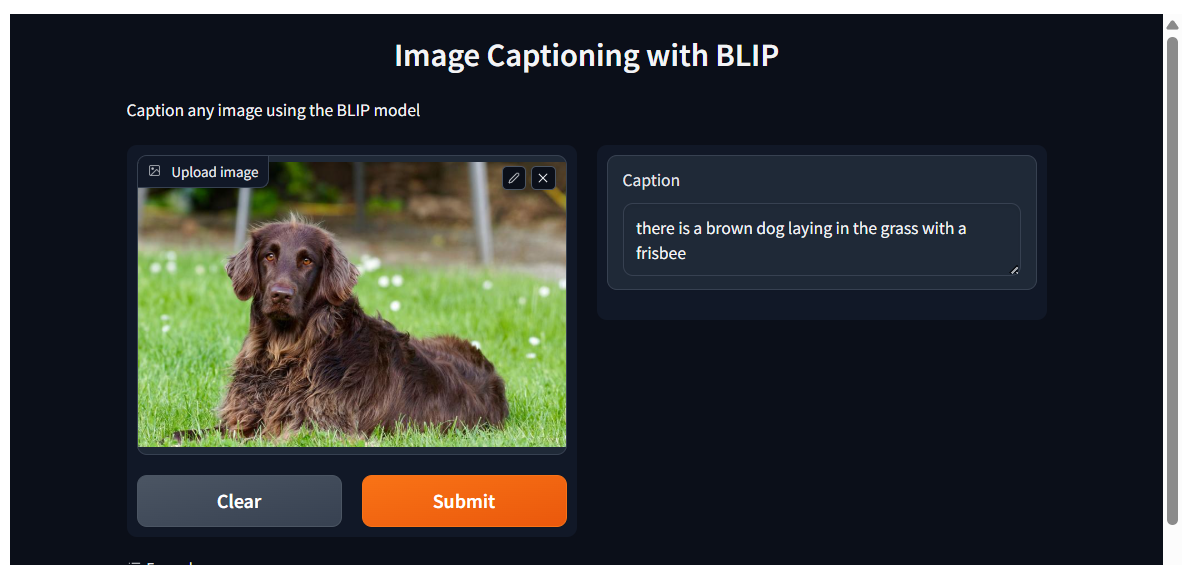 Image Captioning with BLIP
Caption any image using the BLIP model
Upload image
Caption
there is a brown dog laying in the grass with a
frisbee
Clear
Submit